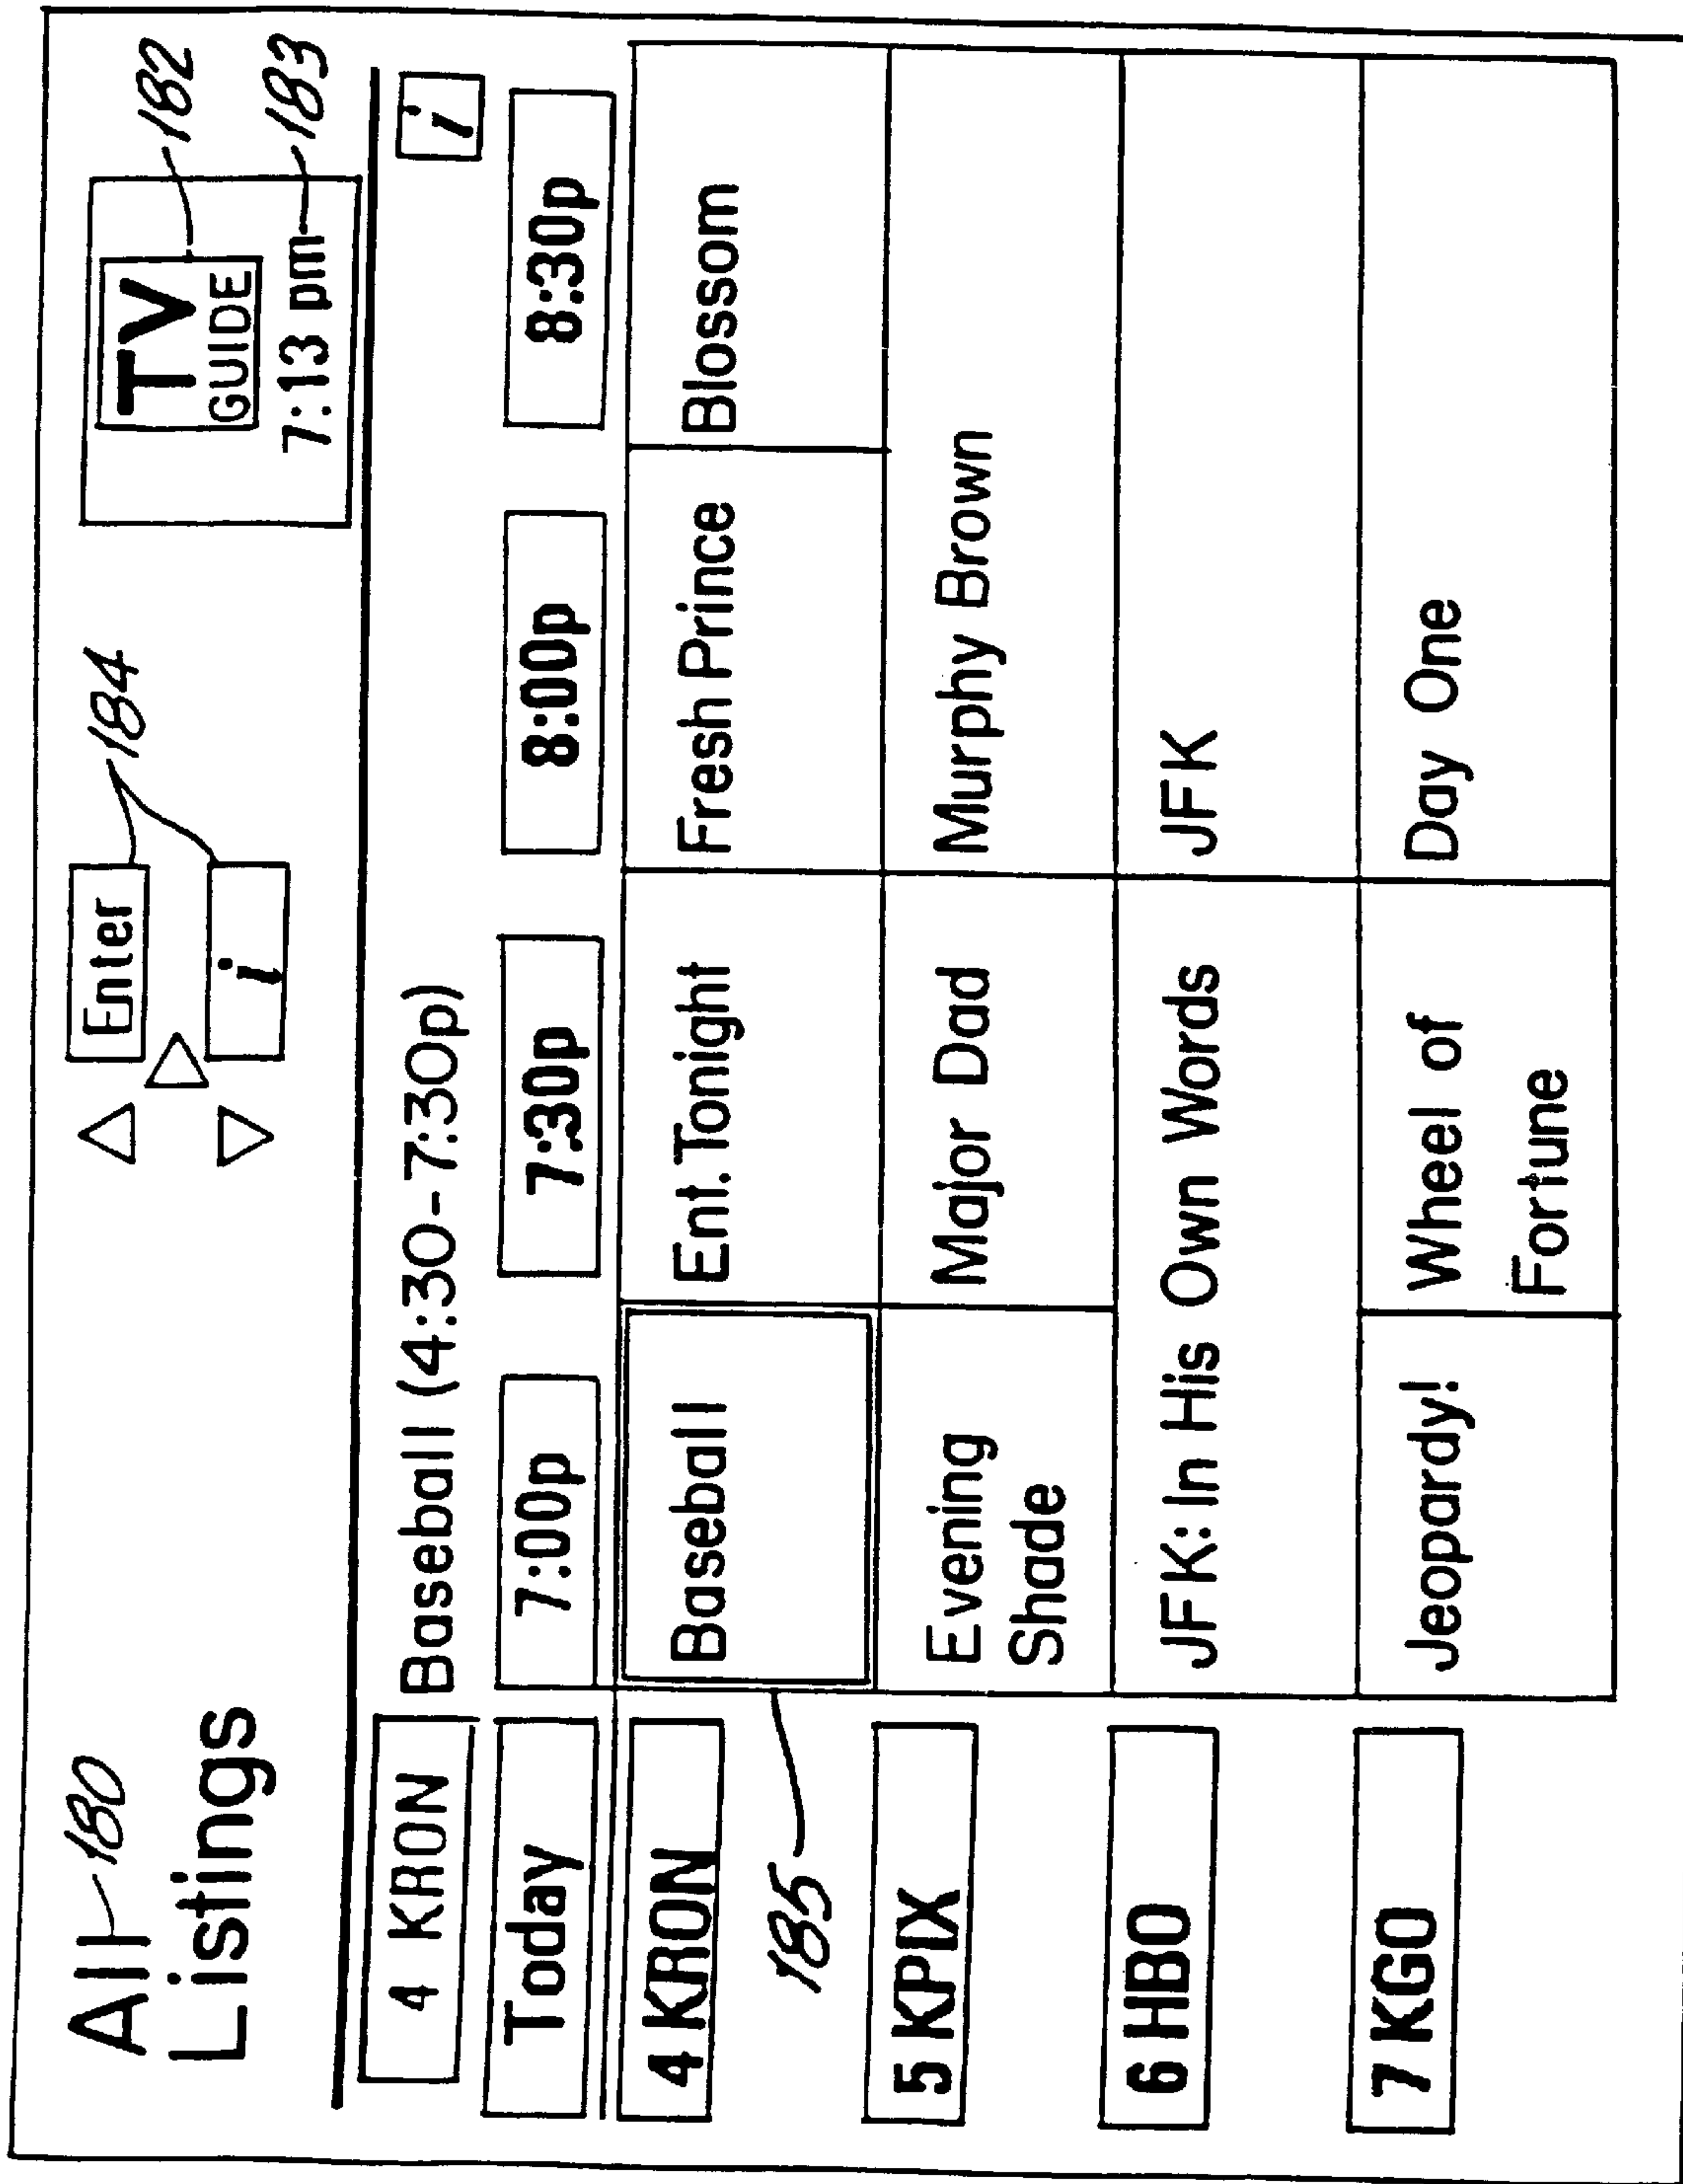 All 180
Listings
Enter 184
i
TV 182
GUIDE
7:13 pm 183
4 KRON Baseball (4:30-7:30p) i
Today 7:00p 7:30p 8:00p 8:30p
4 KRON Baseball Ent. Tonight Fresh Prince Blossom
185
5 KPIX Evening Shade Major Dad Murphy Brown
6 HBO JFK: In His Own Words JFK
7 KGO Jeopardy! Wheel of Fortune Day One